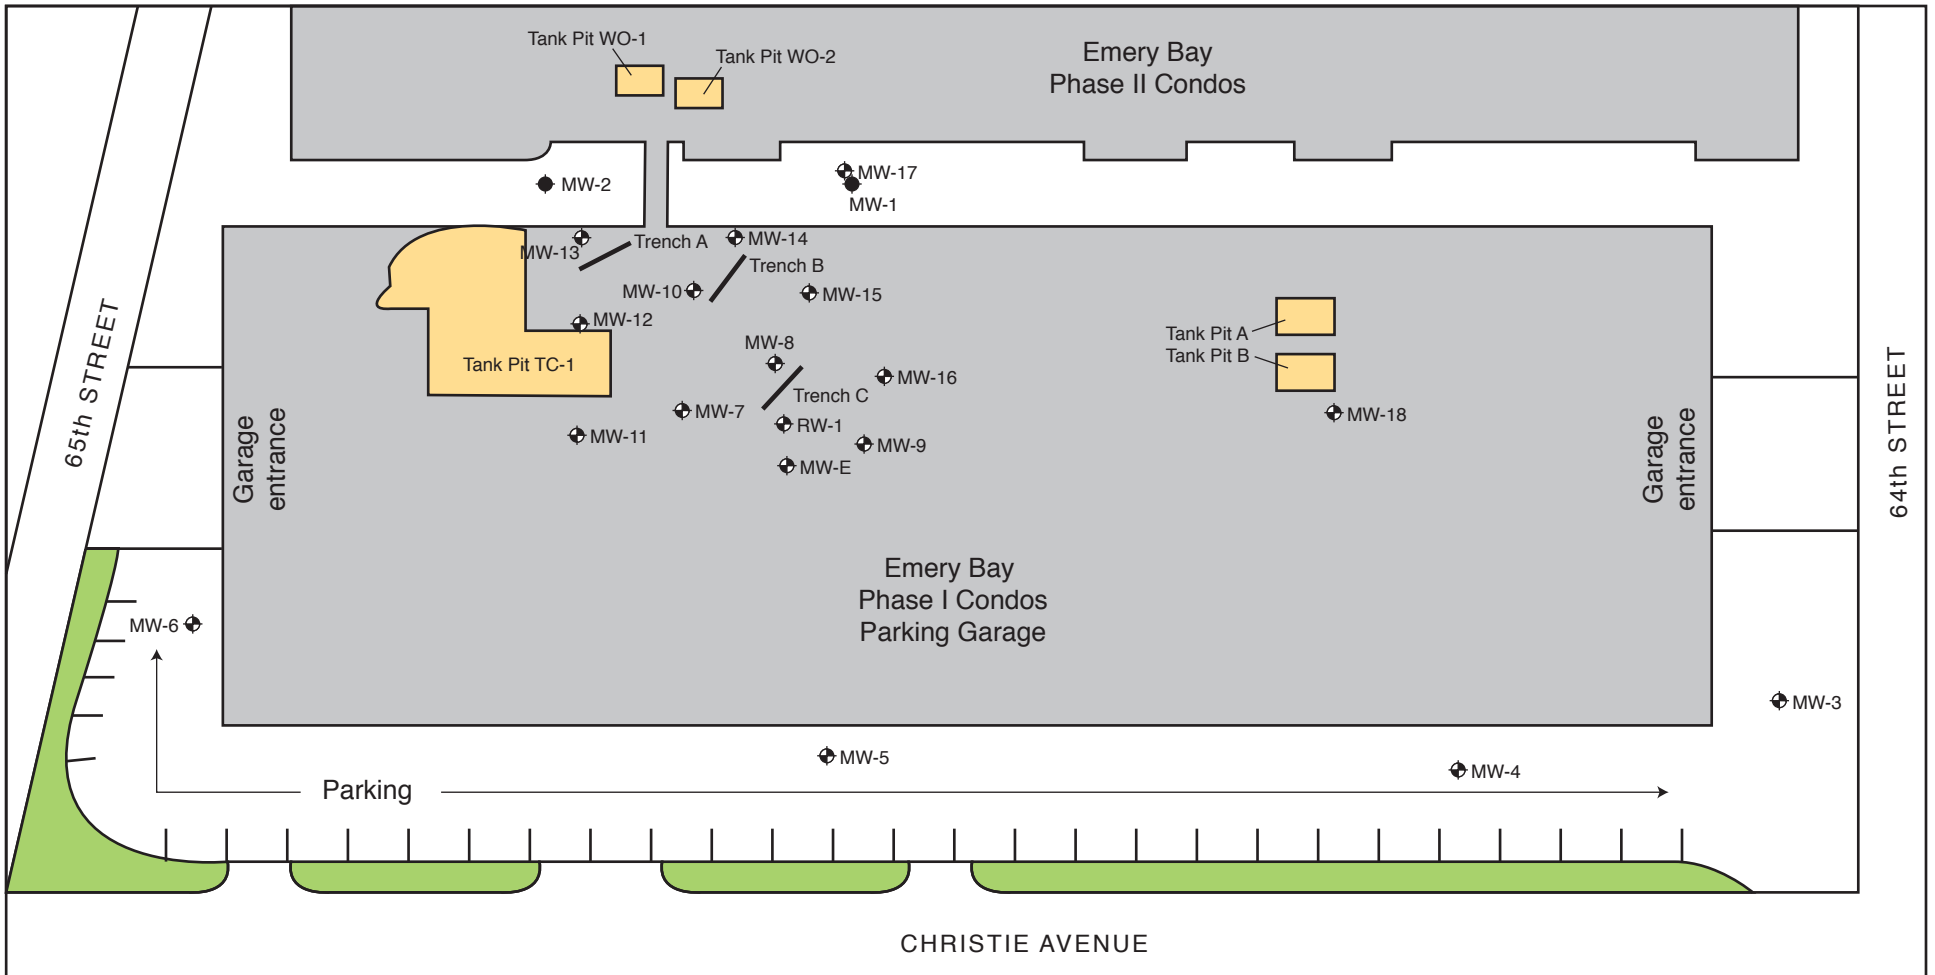 Tank Pit WO-1
Tank Pit WO-2
Emery Bay
Phase II Condos
MW-2
MW-17
MW-1
MW-13
Trench A
MW-14
Trench B
MW-10
MW-15
MW-12
Tank Pit TC-1
MW-8
MW-16
Trench C
MW-7
RW-1
MW-11
MW-9
MW-E
Tank Pit A
Tank Pit B
MW-18
65th STREET
Garage
entrance
Garage
entrance
64th STREET
Emery Bay
Phase I Condos
Parking Garage
MW-6
MW-3
MW-5
MW-4
Parking
CHRISTIE AVENUE